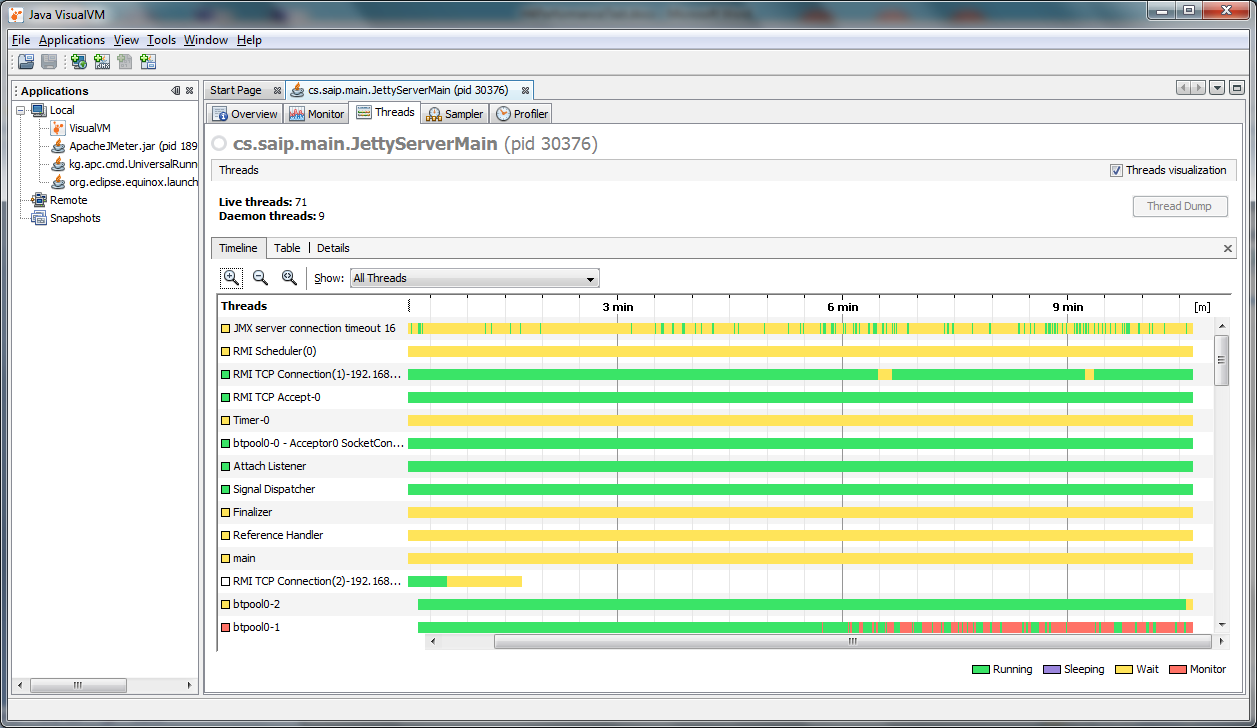 Java VisualVM
File Applications View Tools Window Help
Applications
Local
VisualVM
ApacheJMeter.jar (pid 189
kg.apc.cmd.UniversalRunn
org.eclipse.equinox.launch
Remote
Snapshots
Start Page cs.saip.main.JettyServerMain (pid 30376)
Overview Monitor Threads Sampler Profiler
cs.saip.main.JettyServerMain (pid 30376)
Threads Threads visualization
Live threads: 71
Daemon threads: 9
Thread Dump
Timeline Table Details
Show: All Threads
Threads 3 min 6 min 9 min [m]
JMX server connection timeout 16
RMI Scheduler(0)
RMI TCP Connection(1)-192.168...
RMI TCP Accept-0
Timer-0
btpool0-0 - Acceptor0 SocketCon...
Attach Listener
Signal Dispatcher
Finalizer
Reference Handler
main
RMI TCP Connection(2)-192.168...
btpool0-2
btpool0-1
Running Sleeping Wait Monitor